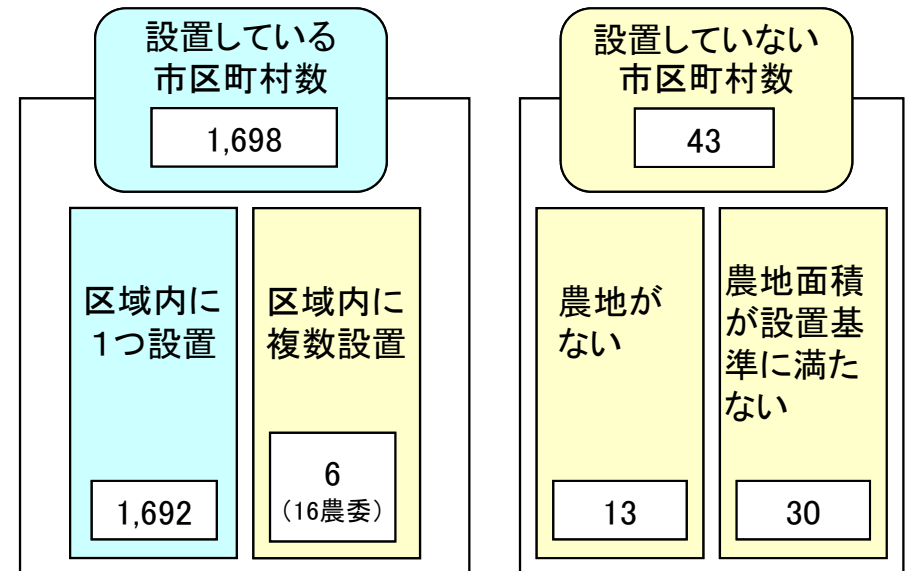 設置している
市区町村数
1,698
区域内に
１つ設置
1,692
区域内に
複数設置
6
（16農委）
設置していない
市区町村数
43
農地が
ない
13
農地面積
が設置基
準に満た
ない
30